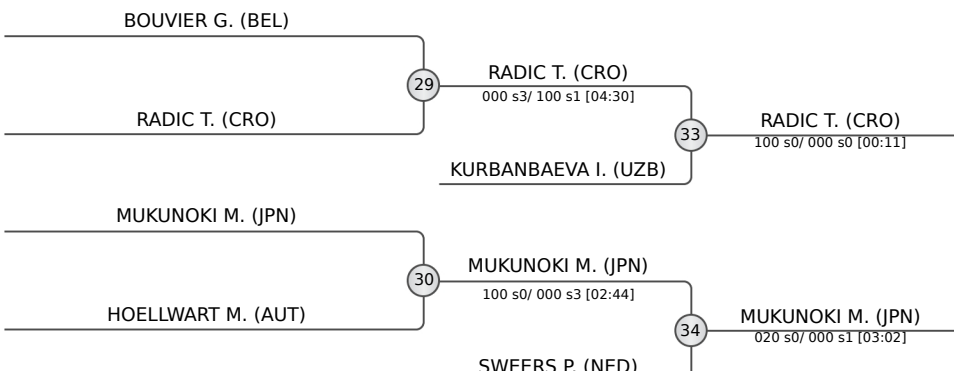 BOUVIER G. (BEL)
29
RADIC T. (CRO)
000 s3/ 100 s1 [04:30]
RADIC T. (CRO)
33
RADIC T. (CRO)
100 s0/ 000 s0 [00:11]
KURBANBAEVA I. (UZB)
MUKUNOKI M. (JPN)
30
MUKUNOKI M. (JPN)
100 s0/ 000 s3 [02:44]
HOELLWART M. (AUT)
34
MUKUNOKI M. (JPN)
020 s0/ 000 s1 [03:02]
SWEERS P. (NED)